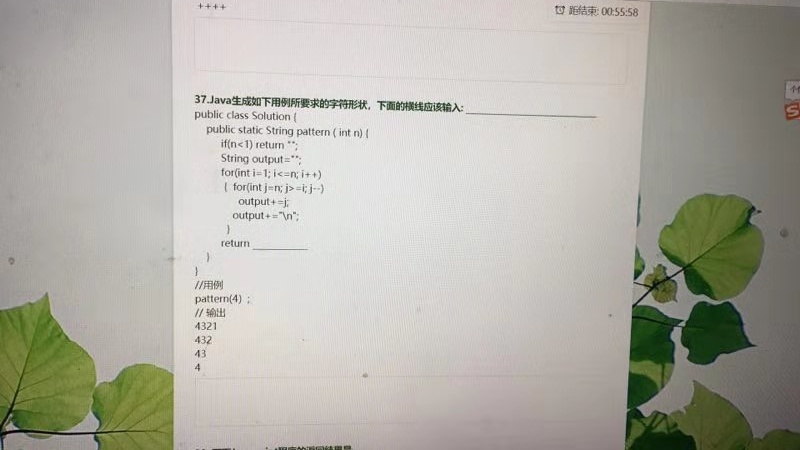 ++++
距结束: 00:55:58
37.Java生成如下用例所要求的字符形状，下面的横线应该输入: ____________________
public class Solution {
public static String pattern ( int n) {
if(n<1) return "";
String output="";
for(int i=1; i<=n; i++)
{ for(int j=n; j>=i; j--)
output+=j;
output+="\n";
}
return __________
}
}
//用例
pattern(4) ;
// 输出
4321
432
43
4